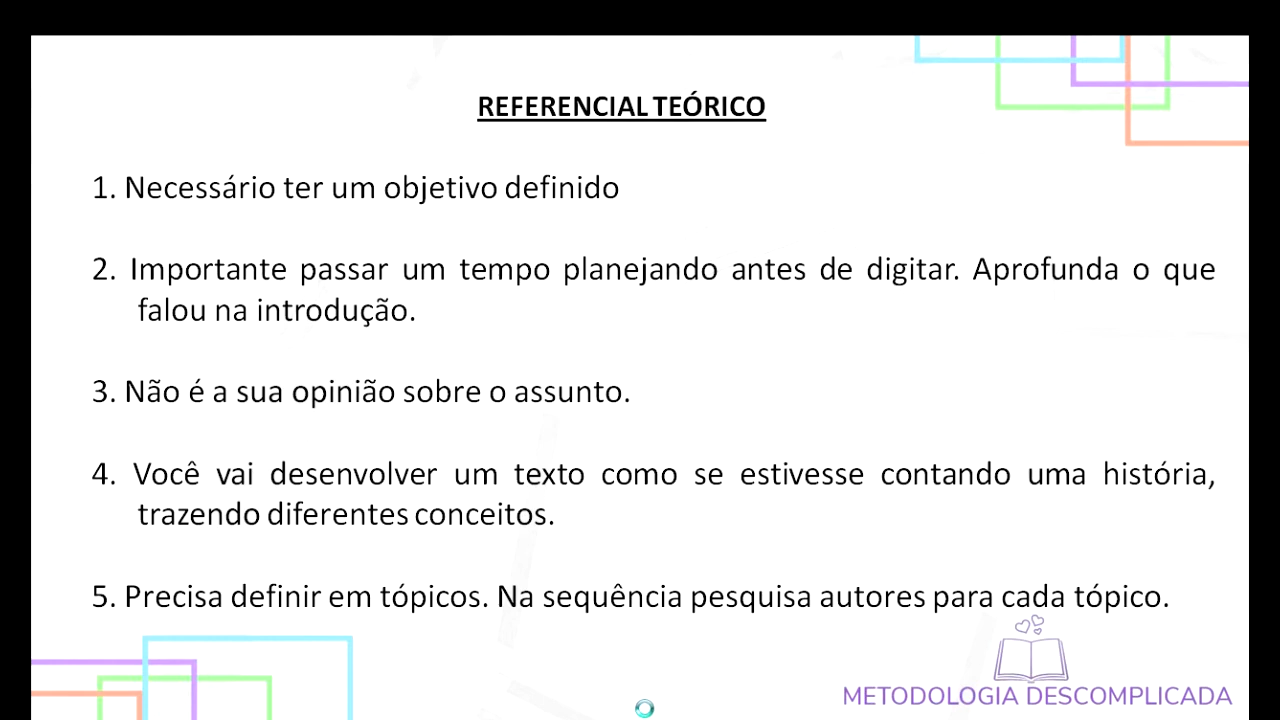 REFERENCIAL TEÓRICO
1. Necessário ter um objetivo definido
2. Importante passar um tempo planejando antes de digitar. Aprofunda o que
falou na introdução.
3. Não é a sua opinião sobre o assunto.
4. Você vai desenvolver um texto como se estivesse contando uma história,
trazendo diferentes conceitos.
5. Precisa definir em tópicos. Na sequência pesquisa autores para cada tópico.
METODOLOGIA DESCOMPLICADA